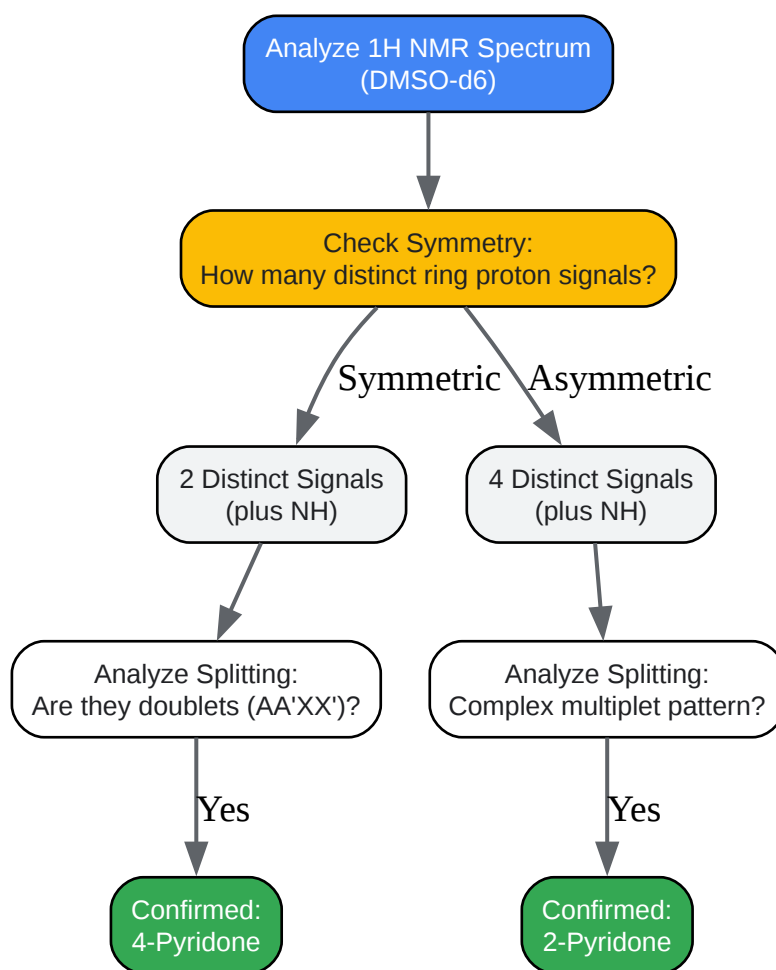 Analyze 1H NMR Spectrum
(DMSO-d6)
Check Symmetry:
How many distinct ring proton signals?
Symmetric
Asymmetric
2 Distinct Signals
(plus NH)
4 Distinct Signals
(plus NH)
Analyze Splitting:
Are they doublets (AA'XX')?
Analyze Splitting:
Complex multiplet pattern?
Yes
Yes
Confirmed:
4-Pyridone
Confirmed:
2-Pyridone